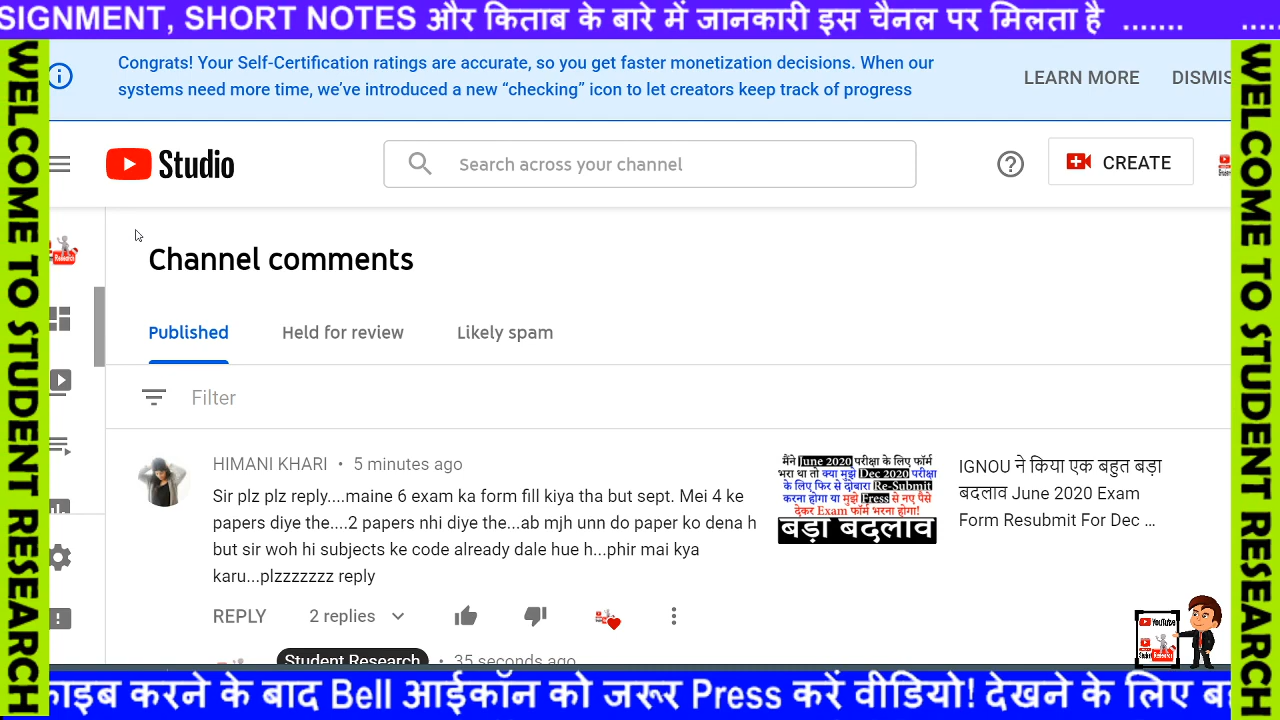 SIGNMENT, SHORT NOTES और किताब के बारे में जानकारी इस चैनल पर मिलता है ....... .....
WELCOME TO STUDENT RESEARCH
Congrats! Your Self-Certification ratings are accurate, so you get faster monetization decisions. When our
systems need more time, we’ve introduced a new “checking” icon to let creators keep track of progress
LEARN MORE
DISMIS
Studio
Search across your channel
CREATE
Channel comments
Published
Held for review
Likely spam
Filter
HIMANI KHARI • 5 minutes ago
Sir plz plz reply....maine 6 exam ka form fill kiya tha but sept. Mei 4 ke
papers diye the....2 papers nhi diye the...ab mjh unn do paper ko dena h
but sir woh hi subjects ke code already dale hue h...phir mai kya
karu...plzzzzzzz reply
मैंने June 2020 परीक्षा के लिए फॉर्म
भरा था तो क्या मुझे Dec 2020 परीक्षा
के लिए फिर से दोबारा Re-Submit
करना होगा या मुझे Press से नए पैसे
देकर Exam फॉर्म भरना होगा!
बड़ा बदलाव
IGNOU ने किया एक बहुत बड़ा
बदलाव June 2020 Exam
Form Resubmit For Dec ...
REPLY
2 replies
Student Research • 35 seconds ago
YouTube
WELCOME TO STUDENT RESEARCH
काइब करने के बाद Bell आईकॉन को जरूर Press करें वीडियो! देखने के लिए ब